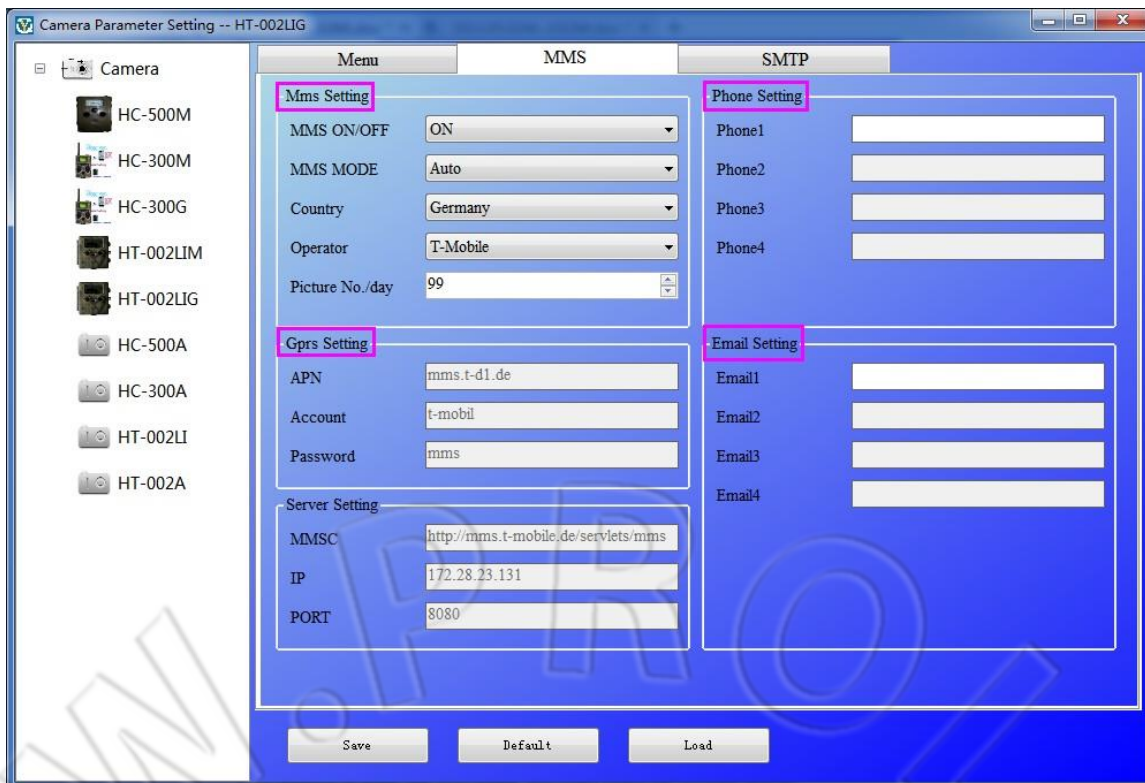 Camera Parameter Setting -- HT-002LIG
Camera
HC-500M
HC-300M
HC-300G
HT-002LIM
HT-002LIG
HC-500A
HC-300A
HT-002LI
HT-002A
Menu
MMS
SMTP
Mms Setting
MMS ON/OFF ON
MMS MODE Auto
Country Germany
Operator T-Mobile
Picture No./day 99
Gprs Setting
APN mms.t-d1.de
Account t-mobil
Password mms
Server Setting
MMSC http://mms.t-mobile.de/servlets/mms
IP 172.28.23.131
PORT 8080
Phone Setting
Phone1
Phone2
Phone3
Phone4
Email Setting
Email1
Email2
Email3
Email4
Save
Default
Load
W.PRO